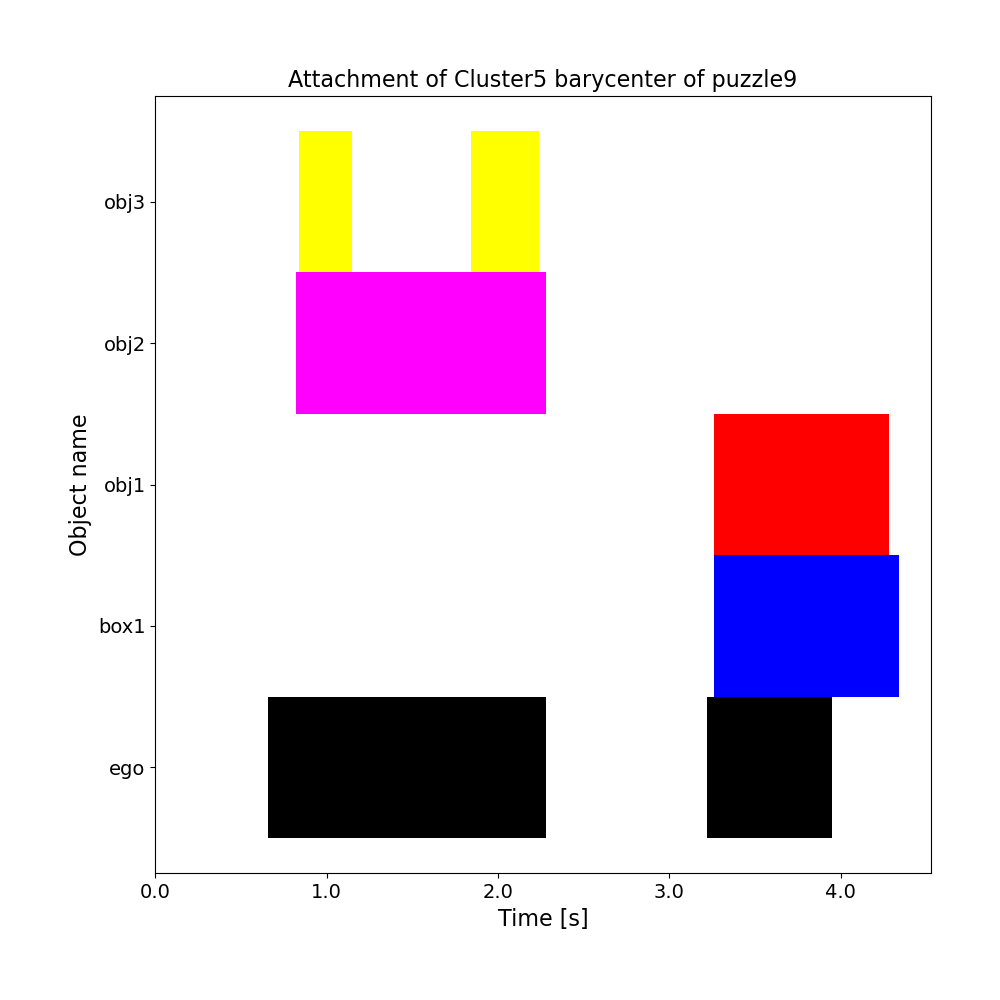 Attachment of Cluster5 barycenter of puzzle9
obj3
obj2
obj1
box1
ego
Object name
0.0 1.0 2.0 3.0 4.0
Time [s]